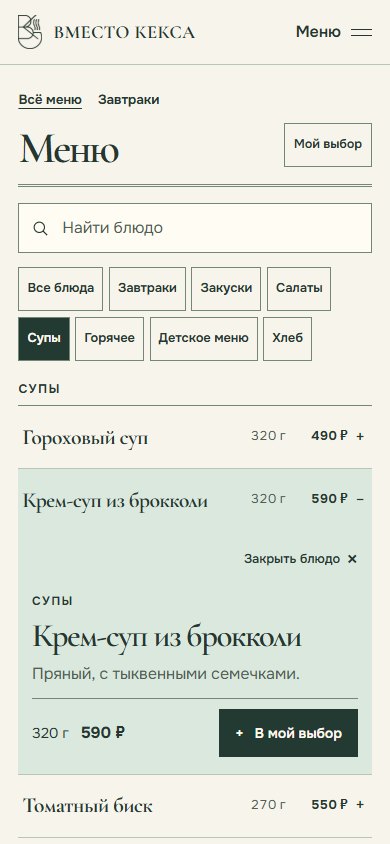 ВМЕСТО КЕКСА
Меню
Всё меню Завтраки
Меню
Мой выбор
Найти блюдо
Все блюда Завтраки Закуски Салаты
Супы Горячее Детское меню Хлеб
СУПЫ
Гороховый суп 320 г 490 ₽ +
Крем-суп из брокколи 320 г 590 ₽ −
Закрыть блюдо ×
СУПЫ
Крем-суп из брокколи
Пряный, с тыквенными семечками.
320 г 590 ₽ + В мой выбор
Томатный биск 270 г 550 ₽ +